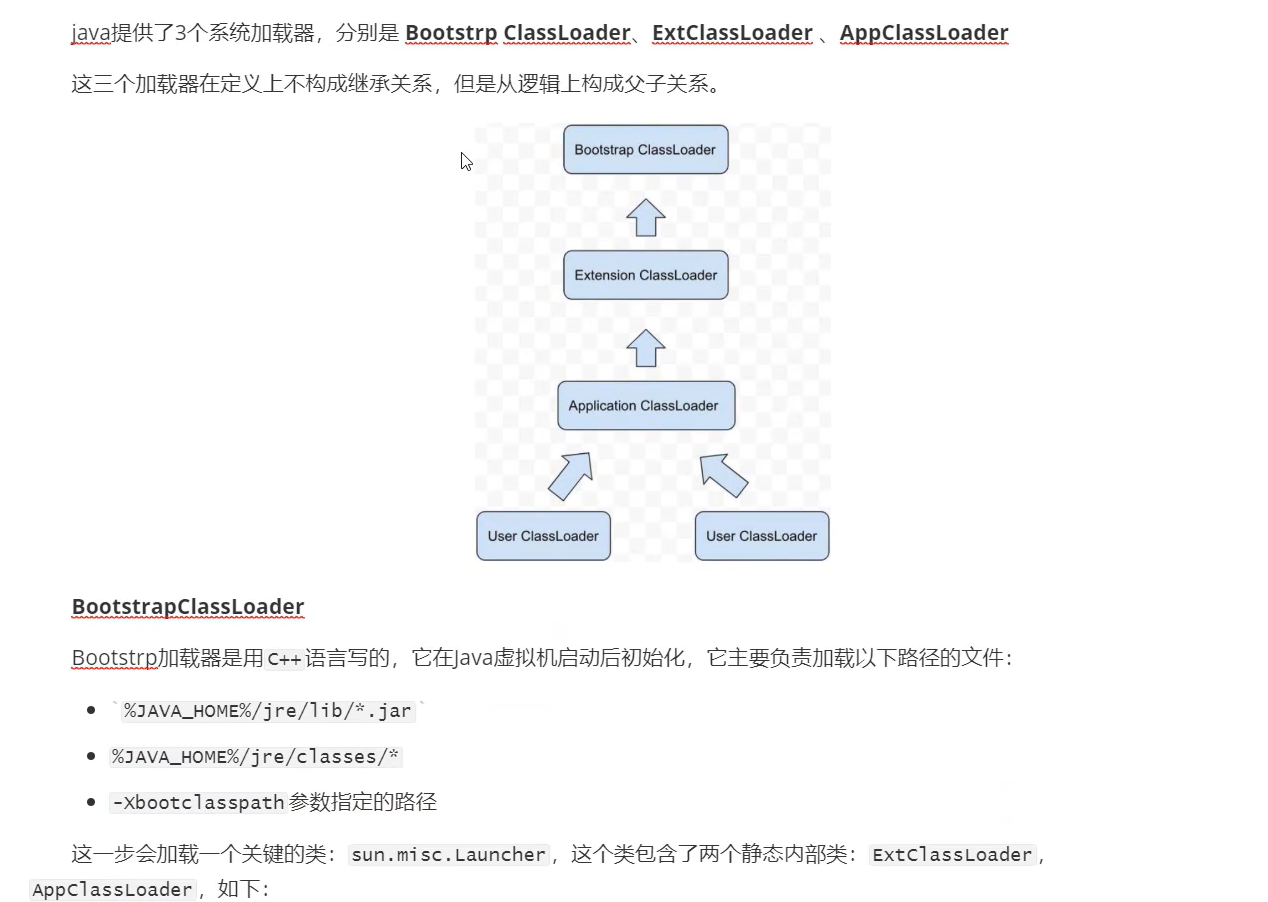 java提供了3个系统加载器，分别是 Bootstrp ClassLoader、ExtClassLoader 、AppClassLoader
这三个加载器在定义上不构成继承关系，但是从逻辑上构成父子关系。
Bootstrap ClassLoader
Extension ClassLoader
Application ClassLoader
User ClassLoader
User ClassLoader
BootstrapClassLoader
Bootstrp加载器是用C++语言写的，它在Java虚拟机启动后初始化，它主要负责加载以下路径的文件：
`%JAVA_HOME%/jre/lib/*.jar`
%JAVA_HOME%/jre/classes/*
-Xbootclasspath参数指定的路径
这一步会加载一个关键的类：sun.misc.Launcher，这个类包含了两个静态内部类：ExtClassLoader，
AppClassLoader，如下：